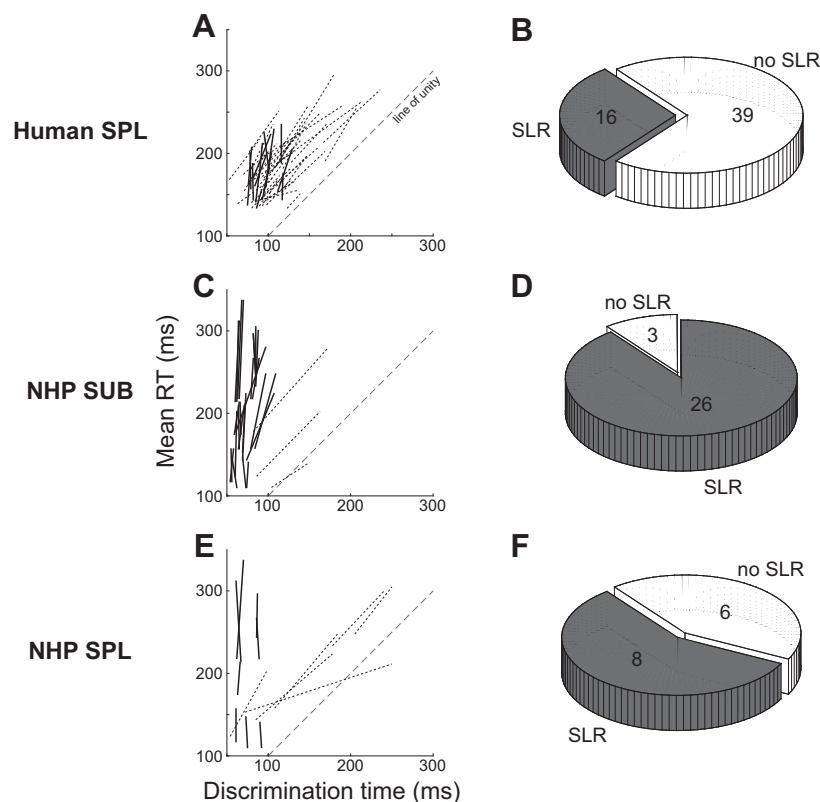 A
B
Human SPL
300
200
100
100
200
300
line of unity
no SLR
SLR
16
39
C
D
NHP SUB
Mean RT (ms)
300
200
100
100
200
300
no SLR
3
26
SLR
E
F
NHP SPL
300
200
100
100
200
300
Discrimination time (ms)
no SLR
6
8
SLR